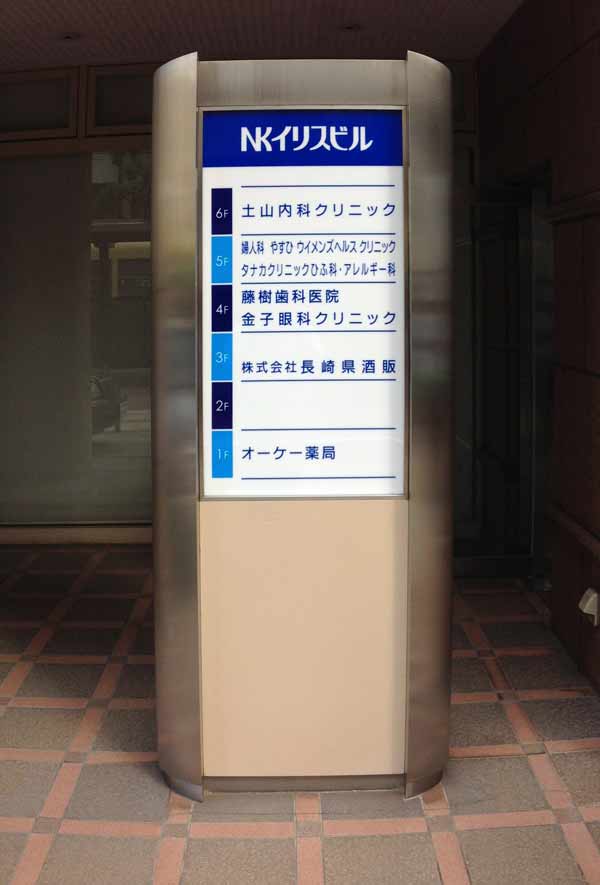 NKイリスビル
6F 土山内科クリニック
5F 婦人科 やすひ ウイメンズヘルス クリニック
タナカクリニックひふ科・アレルギー科
4F 藤樹歯科医院
金子眼科クリニック
3F 株式会社 長崎県酒販
2F
1F オーケー薬局